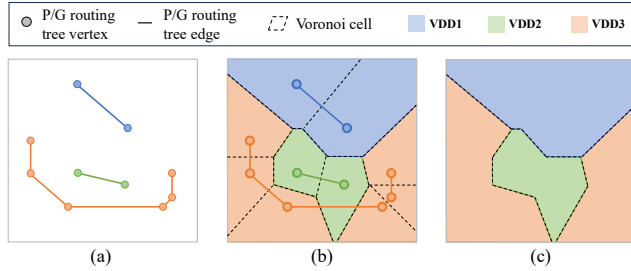 P/G routing tree vertex
P/G routing tree edge
Voronoi cell
VDD1
VDD2
VDD3
(a)
(b)
(c)